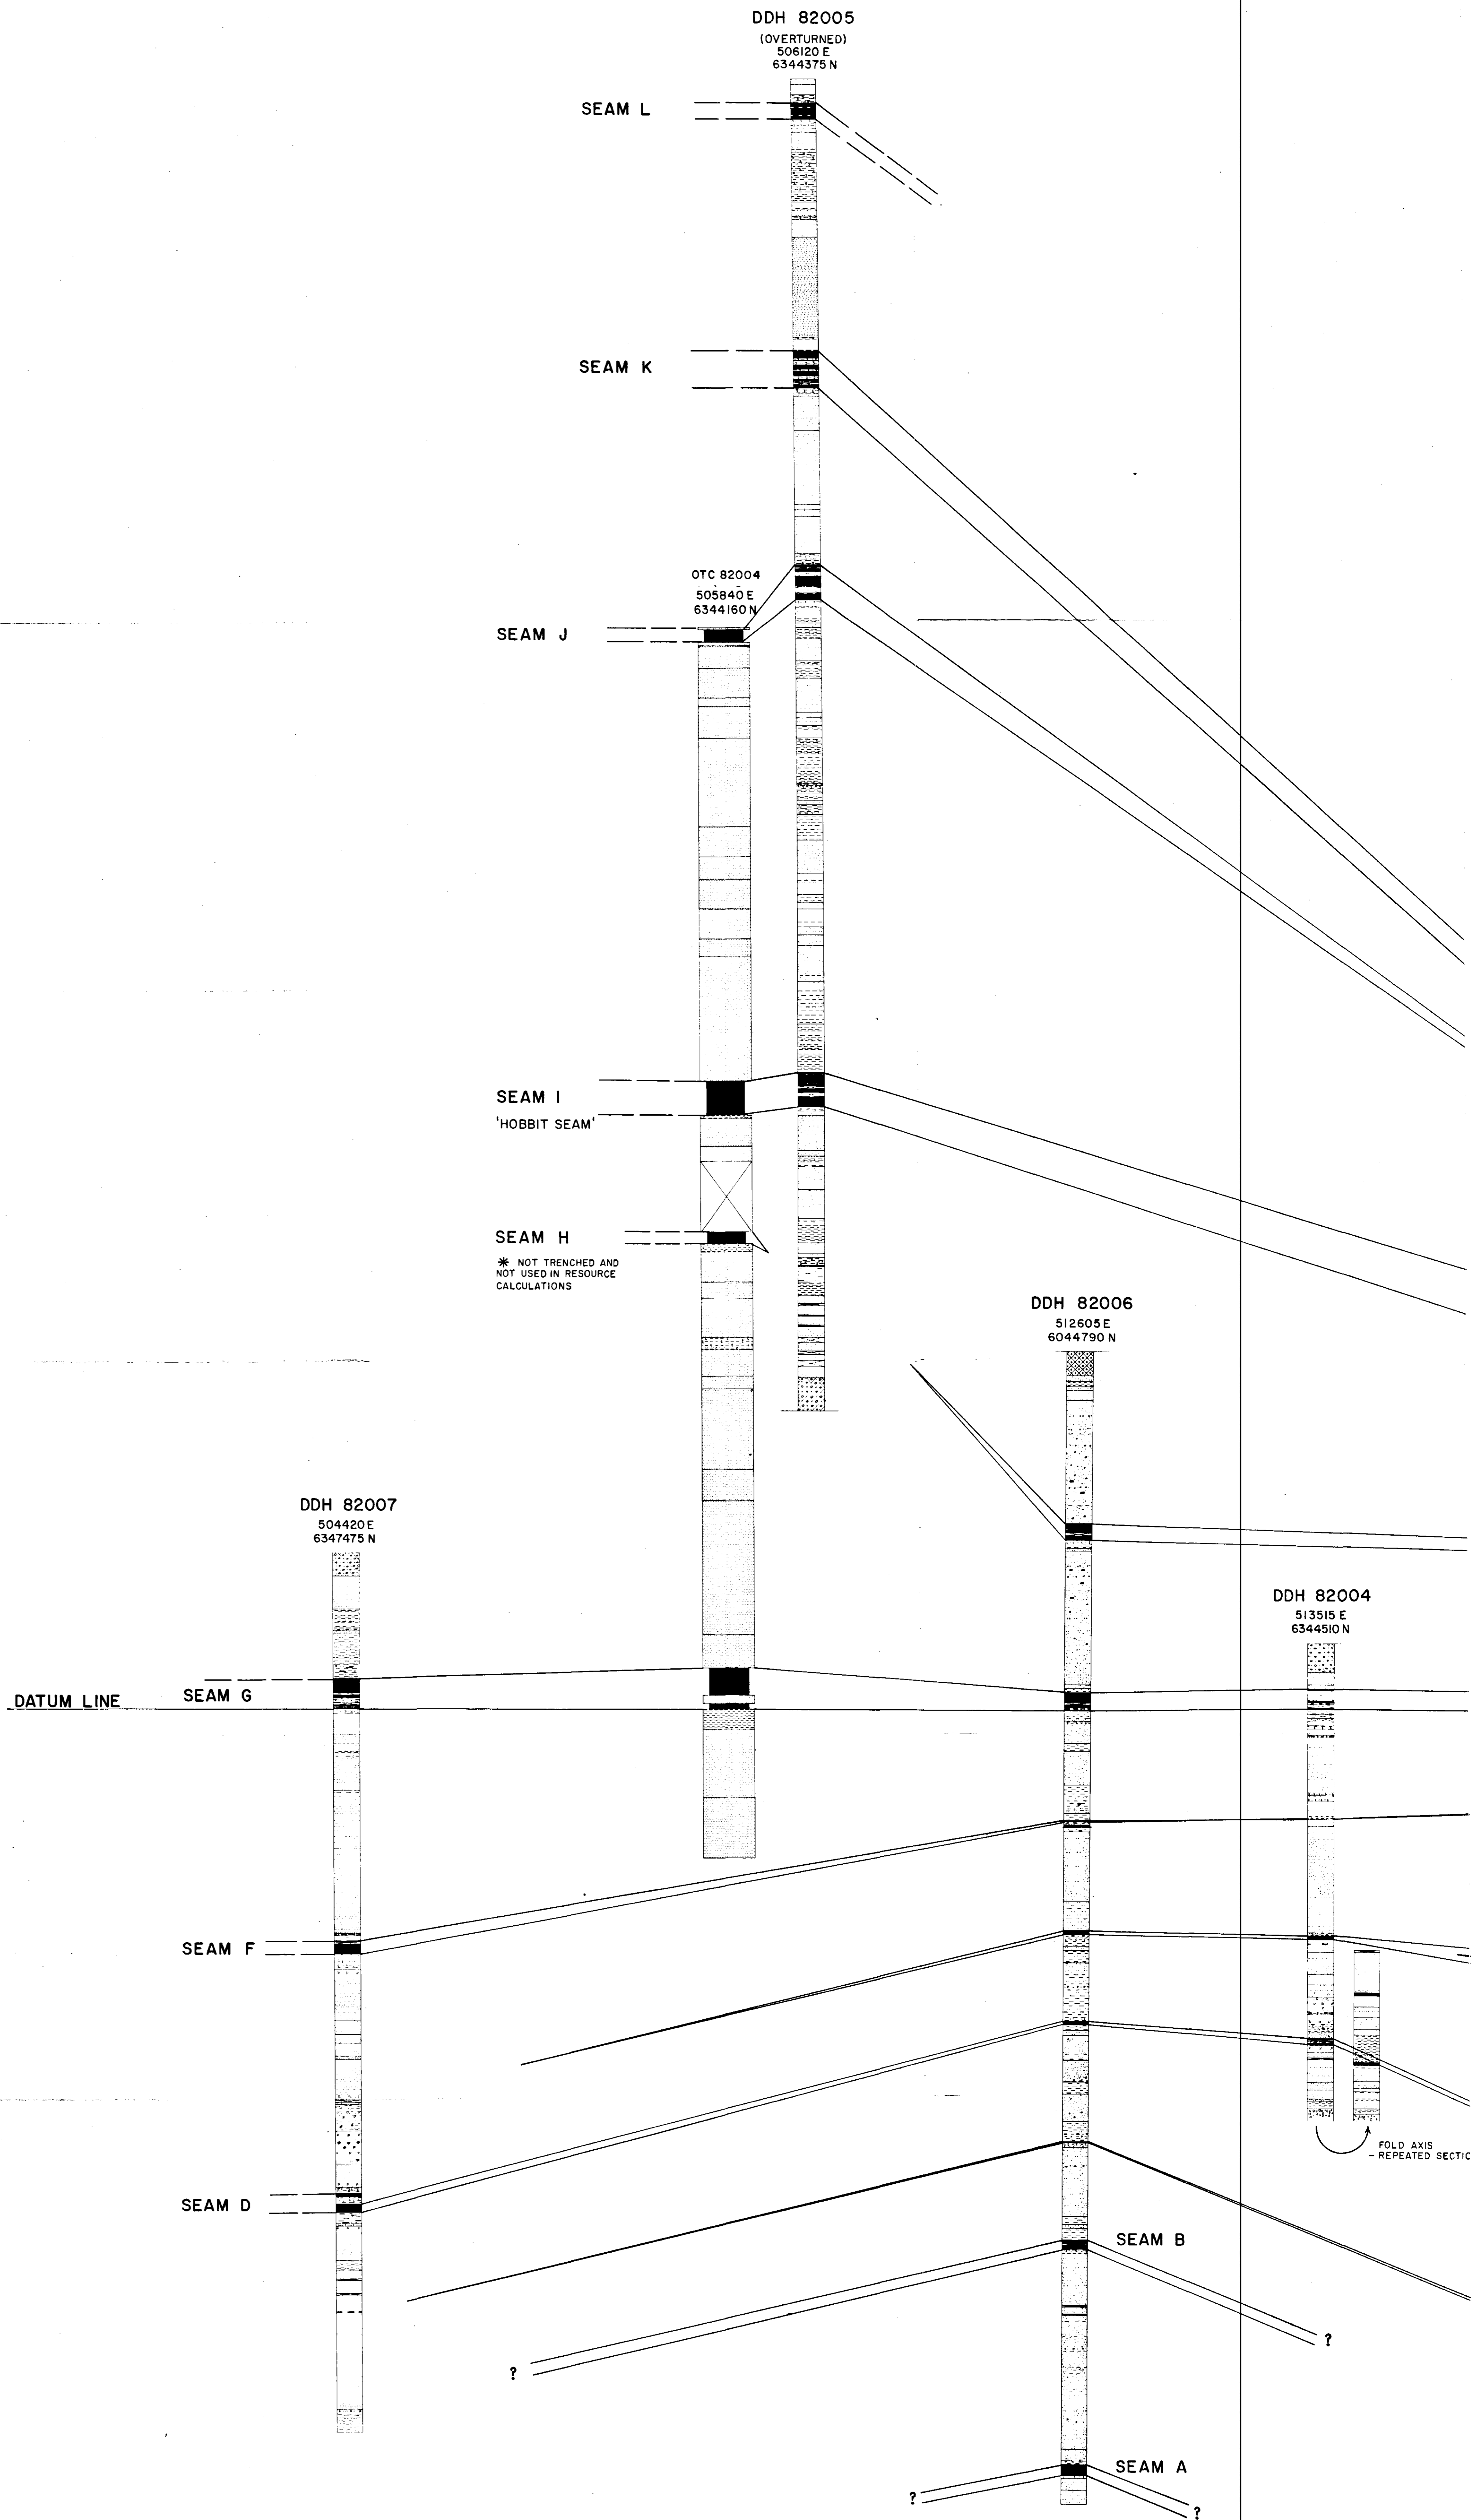 DDH 82005
(OVERTURNED)
506120 E
6344375 N
SEAM L
SEAM K
OTC 82004
505840 E
6344160 N
SEAM J
SEAM I
'HOBBIT SEAM'
SEAM H
* NOT TRENCHED AND
NOT USED IN RESOURCE
CALCULATIONS
DDH 82006
512605 E
6044790 N
DDH 82007
504420 E
6347475 N
DDH 82004
513515 E
6344510 N
DATUM LINE
SEAM G
SEAM F
FOLD AXIS
- REPEATED SECTIO
SEAM D
SEAM B
?
?
SEAM A
?
?